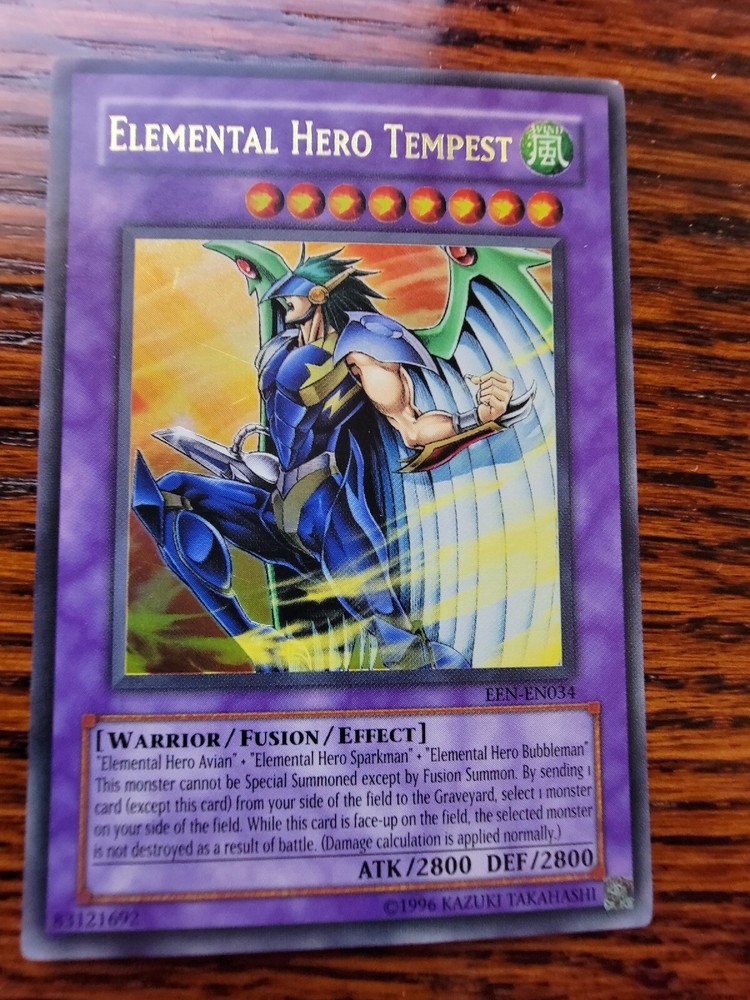 ELEMENTAL HERO TEMPEST
WIND
風
EEN-EN034
[WARRIOR/FUSION/EFFECT]
"Elemental Hero Avian" + "Elemental Hero Sparkman" + "Elemental Hero Bubbleman"
This monster cannot be Special Summoned except by Fusion Summon. By sending 1
card (except this card) from your side of the field to the Graveyard, select 1 monster
on your side of the field. While this card is face-up on the field, the selected monster
is not destroyed as a result of battle. (Damage calculation is applied normally.)
ATK/2800 DEF/2800
83121692
©1996 KAZUKI TAKAHASHI